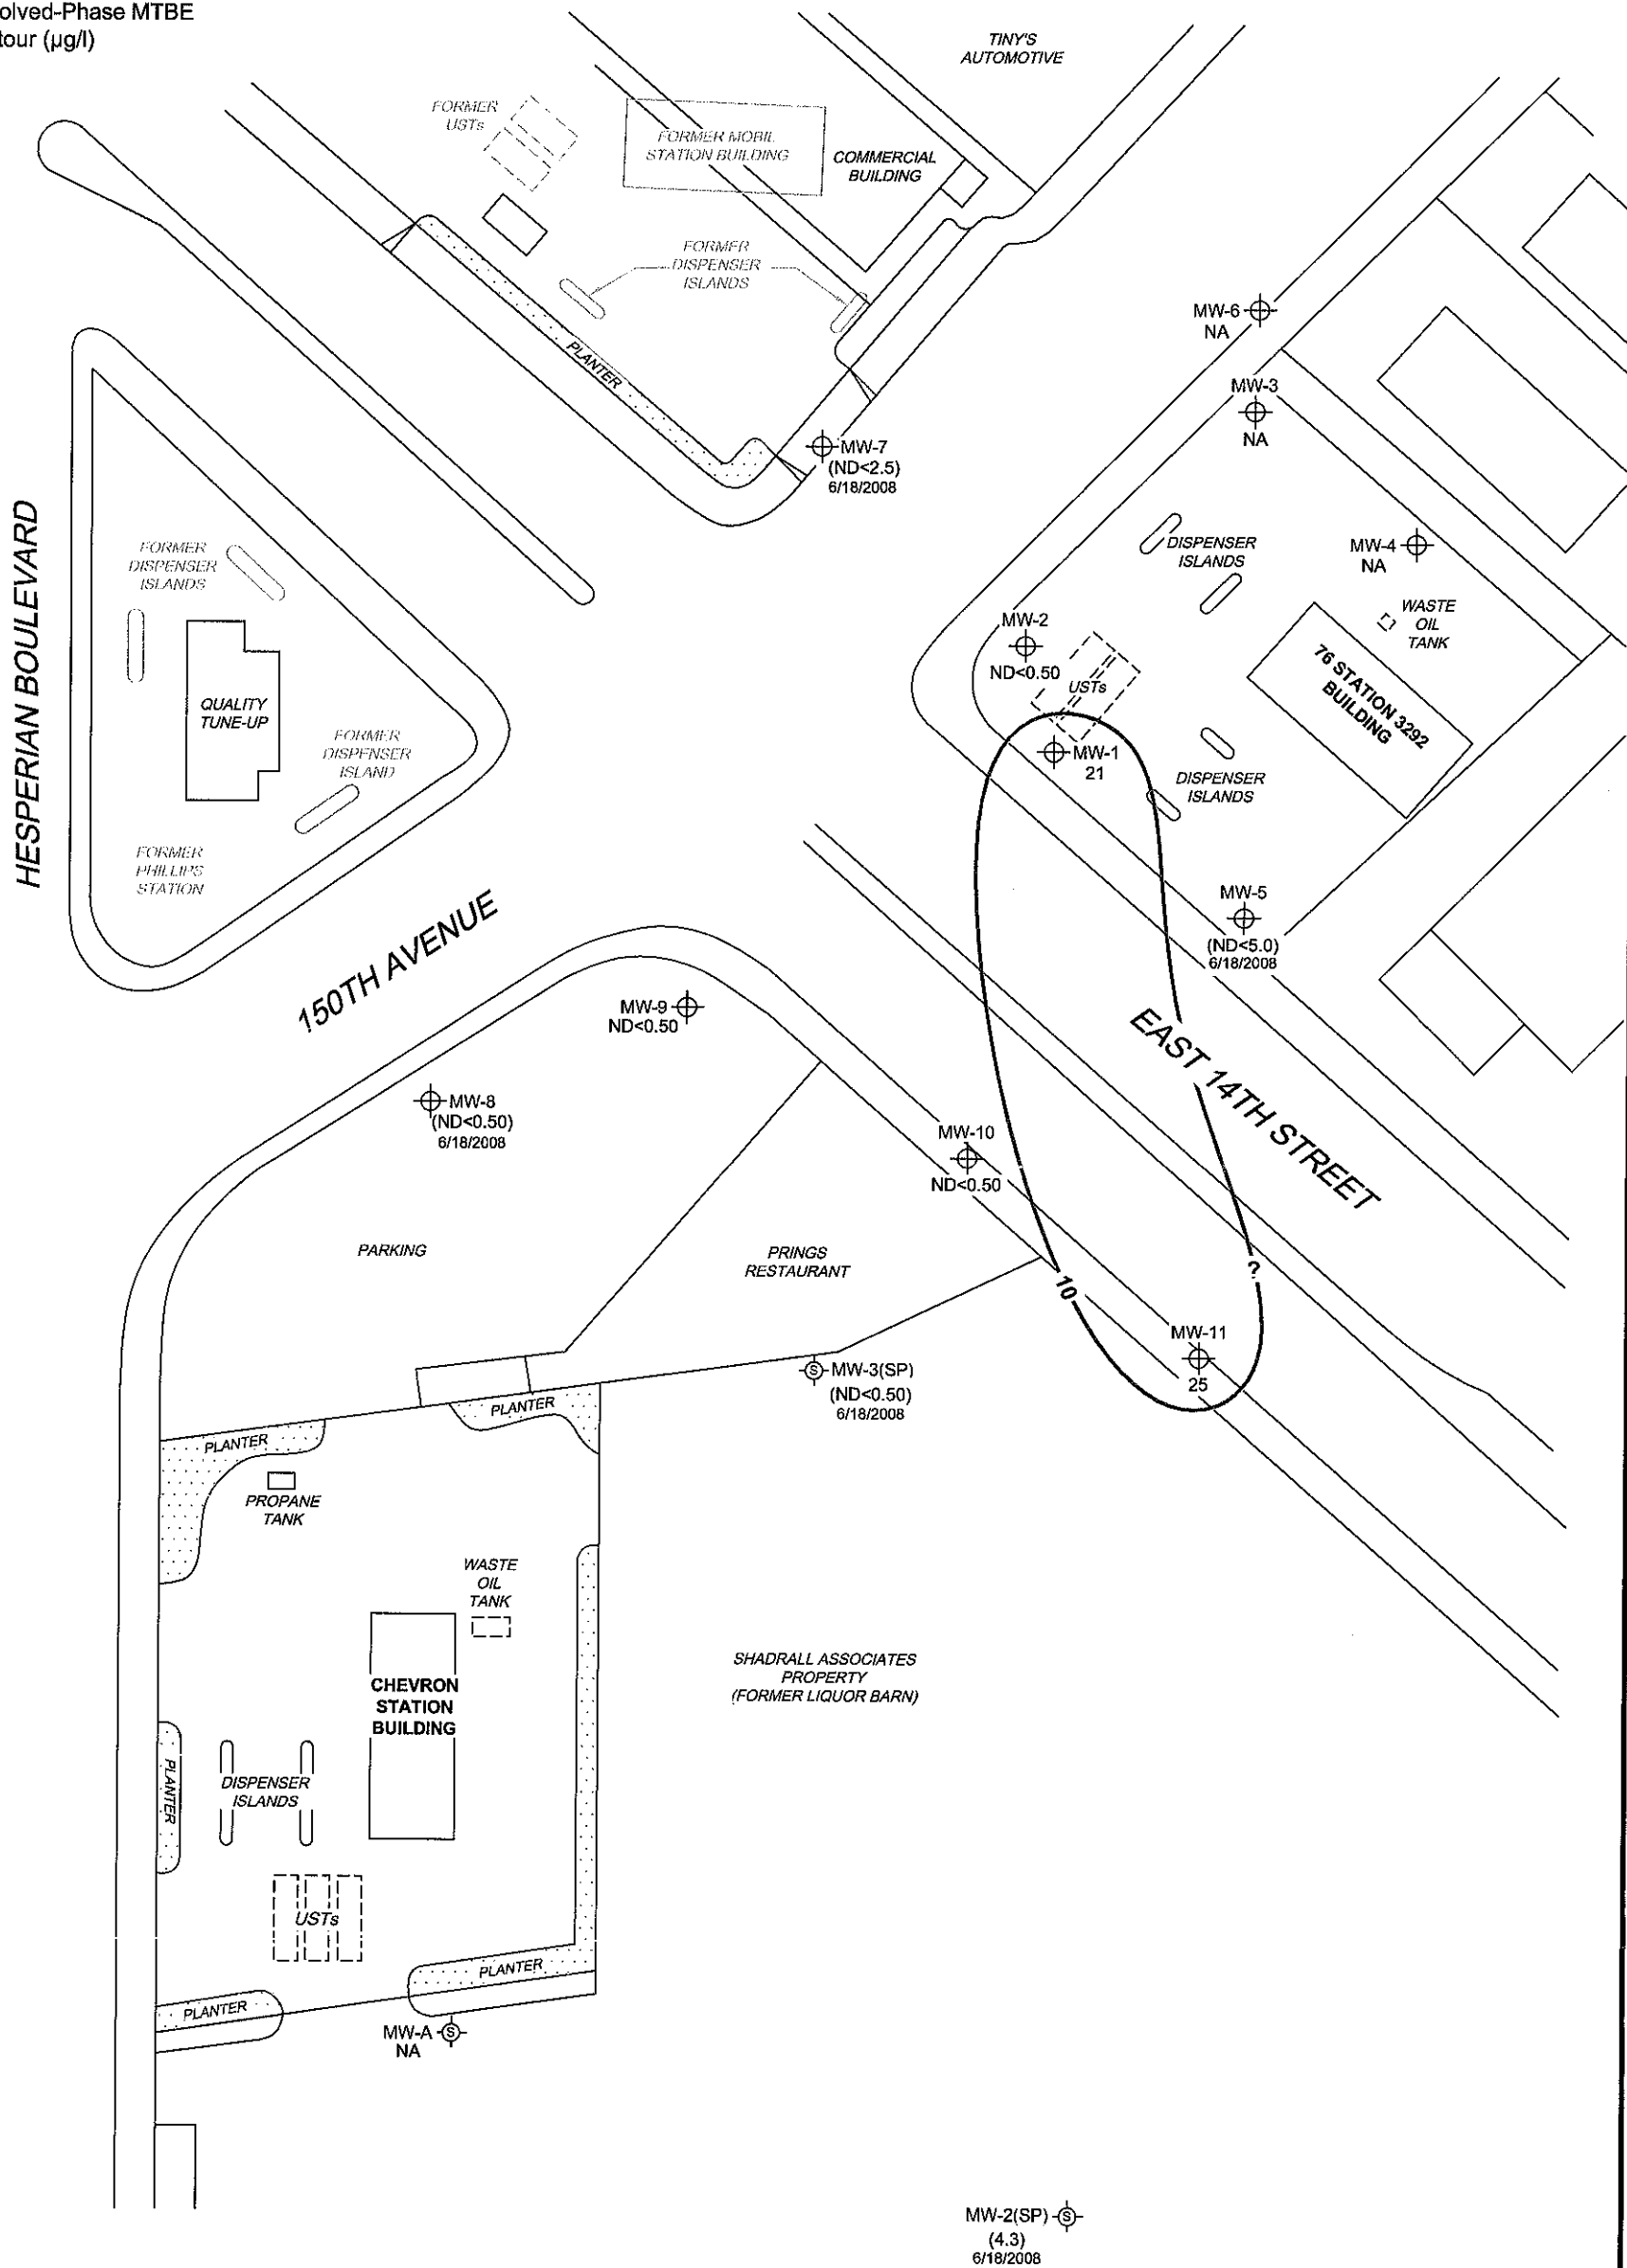 olved-Phase MTBE
tour (µg/l)
TINY'S
AUTOMOTIVE
FORMER
USTs
FORMER MOBIL
STATION BUILDING
COMMERCIAL
BUILDING
FORMER
DISPENSER
ISLANDS
PLANTER
MW-6
NA
MW-3
NA
MW-7
(ND<2.5)
6/18/2008
HESPERIAN BOULEVARD
FORMER
DISPENSER
ISLANDS
DISPENSER
ISLANDS
MW-4
NA
WASTE
OIL
TANK
MW-2
ND<0.50
USTs
76 STATION 3292
BUILDING
QUALITY
TUNE-UP
FORMER
DISPENSER
ISLAND
MW-1
21
DISPENSER
ISLANDS
FORMER
PHILLIPS
STATION
MW-5
(ND<5.0)
6/18/2008
150TH AVENUE
MW-9
ND<0.50
EAST 14TH STREET
MW-8
(ND<0.50)
6/18/2008
MW-10
ND<0.50
PARKING
PRINGS
RESTAURANT
10
?
MW-11
25
MW-3(SP)
(ND<0.50)
6/18/2008
PLANTER
PLANTER
PROPANE
TANK
WASTE
OIL
TANK
SHADRALL ASSOCIATES
PROPERTY
(FORMER LIQUOR BARN)
CHEVRON
STATION
BUILDING
PLANTER
DISPENSER
ISLANDS
USTs
PLANTER
PLANTER
MW-A
S
NA
MW-2(SP)
S
(4.3)
6/18/2008